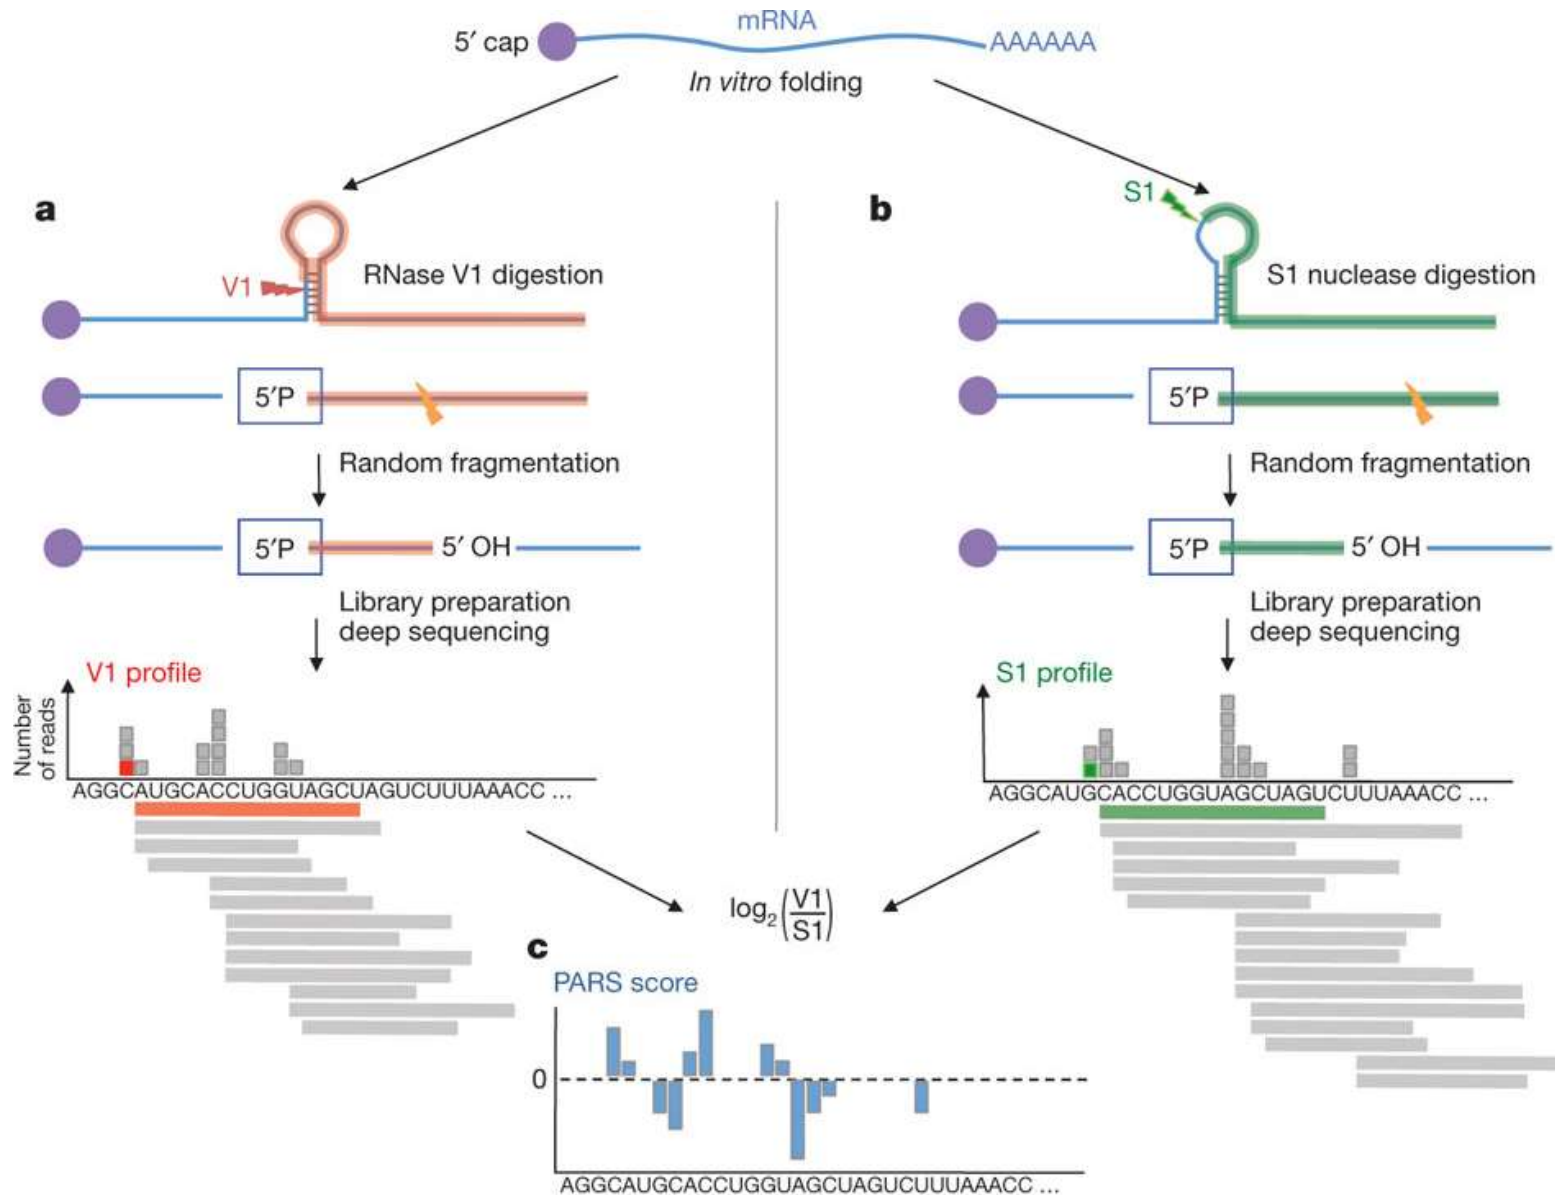 mRNA
5′ cap
AAAAAA
In vitro folding
a
V1
RNase V1 digestion
5′P
Random fragmentation
5′P
5′ OH
Library preparation
deep sequencing
V1 profile
Number
of reads
AGGCAUGCACCUGGUAGCUAGUCUUUAAACC ...
b
S1
S1 nuclease digestion
5′P
Random fragmentation
5′P
5′ OH
Library preparation
deep sequencing
S1 profile
AGGCAUGCACCUGGUAGCUAGUCUUUAAACC ...
log2(V1/S1)
c
PARS score
0
AGGCAUGCACCUGGUAGCUAGUCUUUAAACC ...